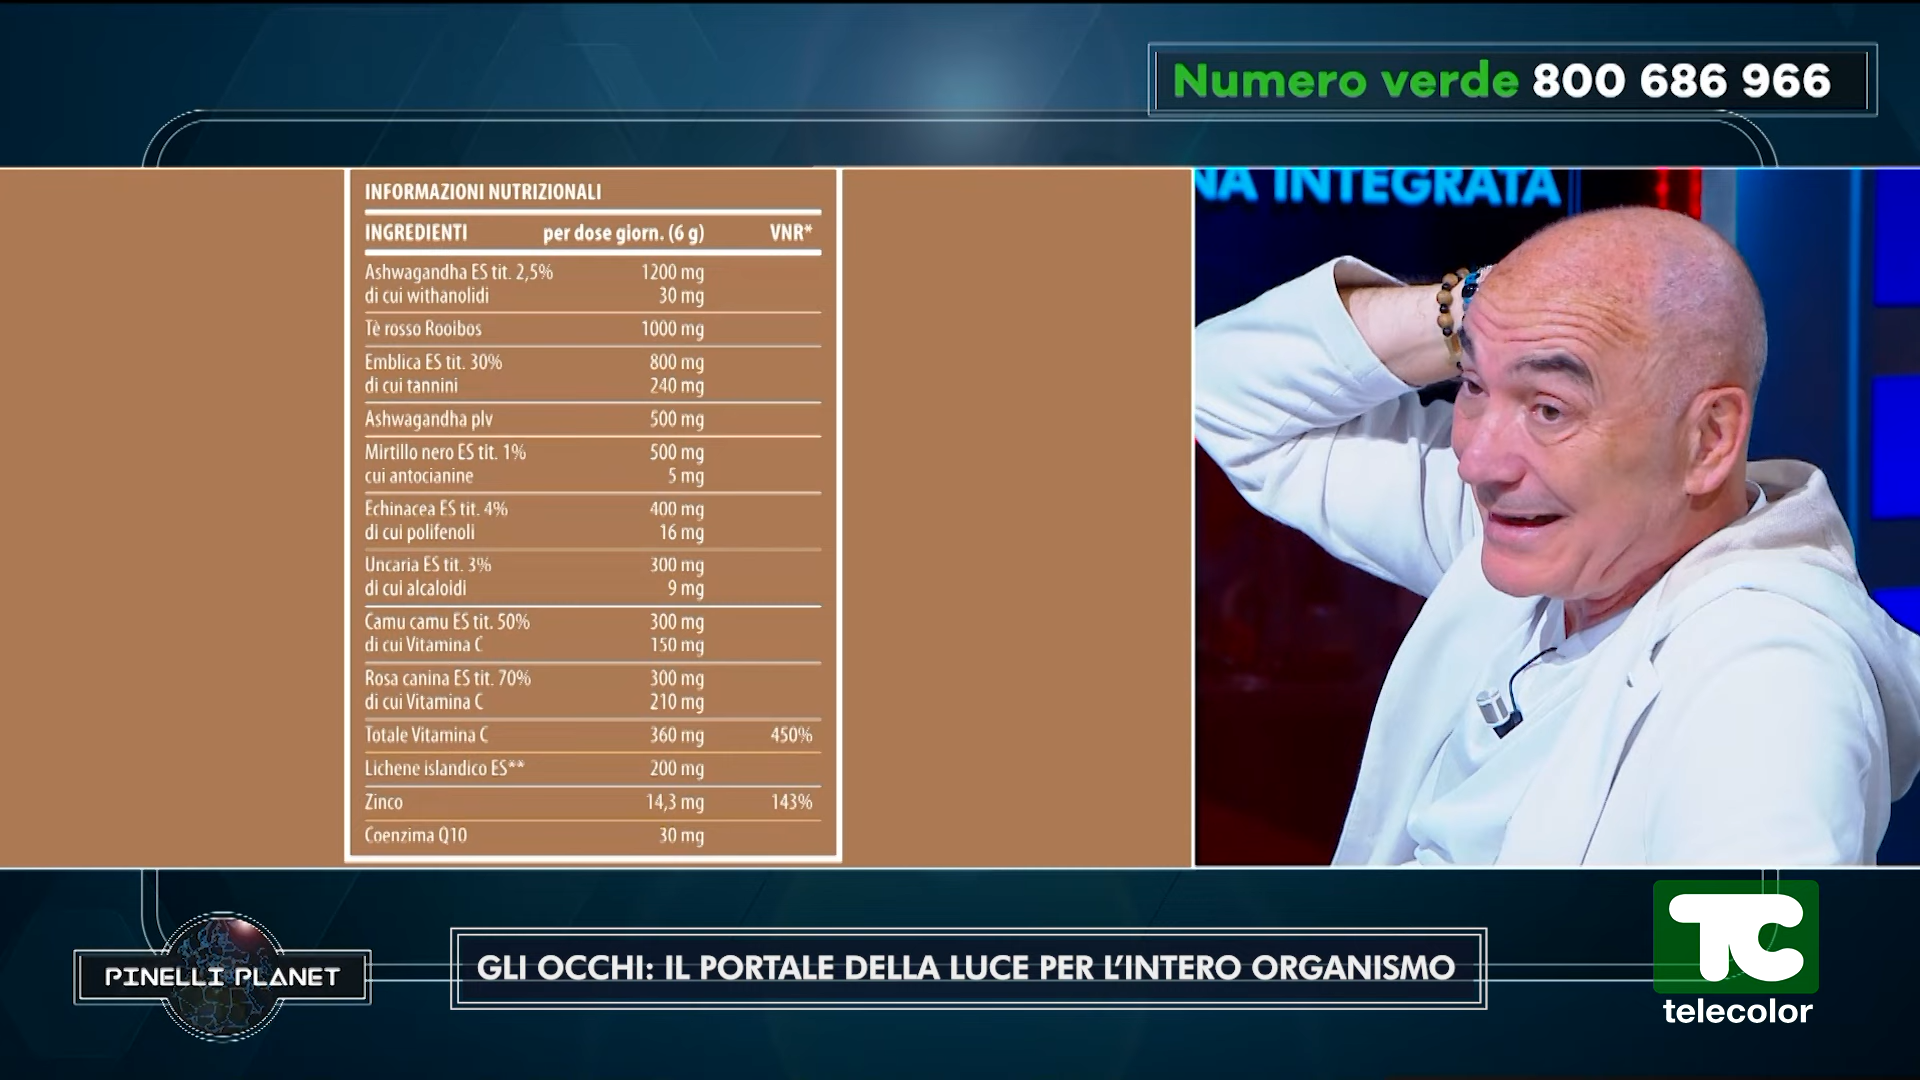 Numero verde 800 686 966
NA INTEGRATA
INFORMAZIONI NUTRIZIONALI
INGREDIENTI per dose giorn. (6 g) VNR*
Ashwagandha ES tit. 2,5% 1200 mg
di cui withanolidi 30 mg
Tè rosso Rooibos 1000 mg
Emblica ES tit. 30% 800 mg
di cui tannini 240 mg
Ashwagandha plv 500 mg
Mirtillo nero ES tit. 1% 500 mg
cui antocianine 5 mg
Echinacea ES tit. 4% 400 mg
di cui polifenoli 16 mg
Uncaria ES tit. 3% 300 mg
di cui alcaloidi 9 mg
Camu camu ES tit. 50% 300 mg
di cui Vitamina C 150 mg
Rosa canina ES tit. 70% 300 mg
di cui Vitamina C 210 mg
Totale Vitamina C 360 mg 450%
Lichene islandico ES** 200 mg
Zinco 14,3 mg 143%
Coenzima Q10 30 mg
PINELLI PLANET
GLI OCCHI: IL PORTALE DELLA LUCE PER L'INTERO ORGANISMO
TC
telecolor